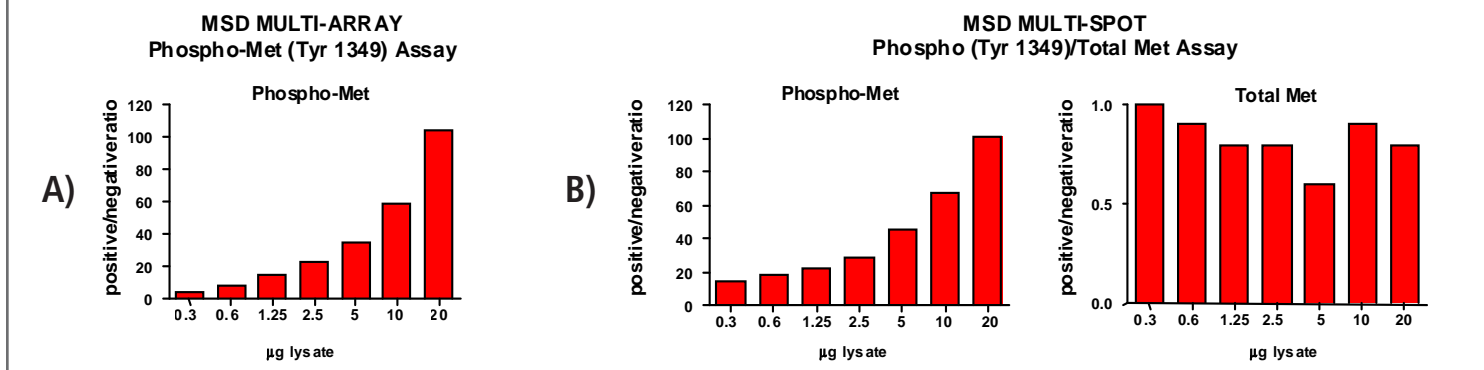 MSD MULTI-ARRAY
Phospho-Met (Tyr 1349) Assay
A)
Phospho-Met
positive/negativeratio
120
100
80
60
40
20
0
0.3 0.6 1.25 2.5 5 10 20
µg lysate
MSD MULTI-SPOT
Phospho (Tyr 1349)/Total Met Assay
B)
Phospho-Met
positive/negativeratio
120
100
80
60
40
20
0
0.3 0.6 1.25 2.5 5 10 20
µg lysate
Total Met
positive/negativeratio
1.0
0.5
0.0
0.3 0.6 1.25 2.5 5 10 20
µg lysate